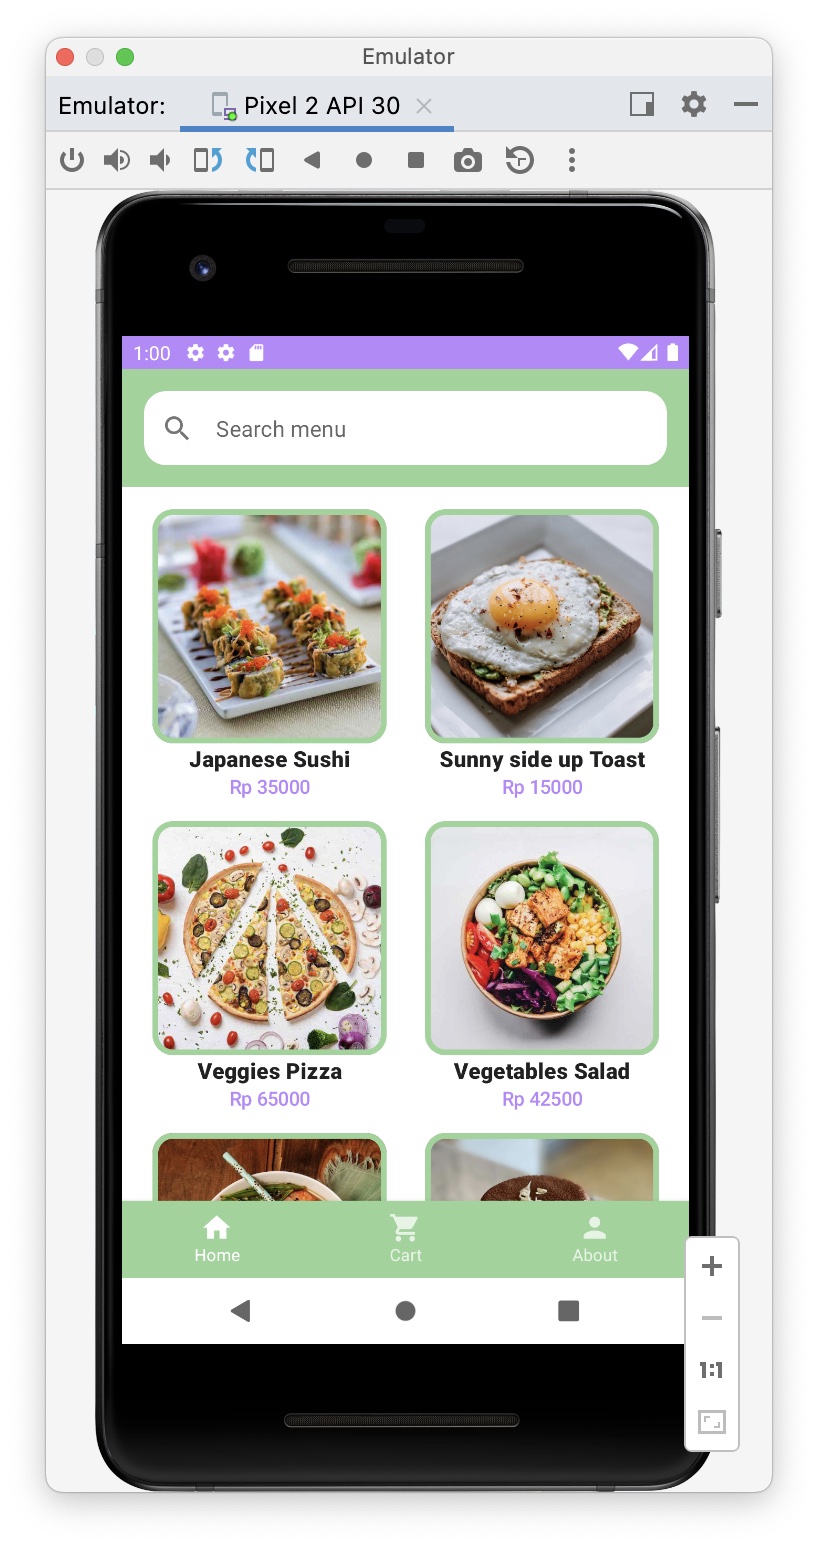 Emulator
Emulator: Pixel 2 API 30
1:00
Search menu
Japanese Sushi Sunny side up Toast
Rp 35000 Rp 15000
Veggies Pizza Vegetables Salad
Rp 65000 Rp 42500
Home Cart About
1:1